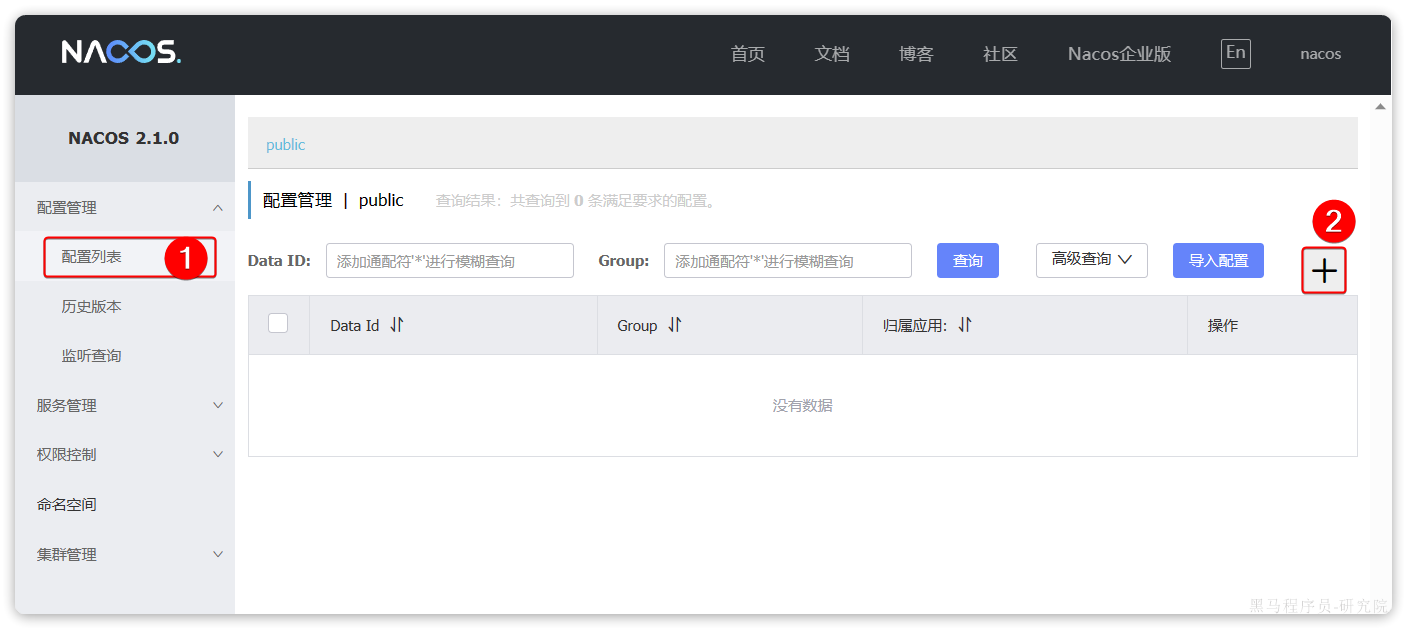 NACOS.
首页 文档 博客 社区 Nacos企业版 En nacos
NACOS 2.1.0
public
配置管理
配置管理 | public 查询结果：共查询到 0 条满足要求的配置。
2
配置列表 1
Data ID: 添加通配符'*'进行模糊查询 Group: 添加通配符'*'进行模糊查询 查询 高级查询 导入配置
历史版本
Data Id Group 归属应用: 操作
监听查询
服务管理
没有数据
权限控制
命名空间
集群管理
黑马程序员-研究院